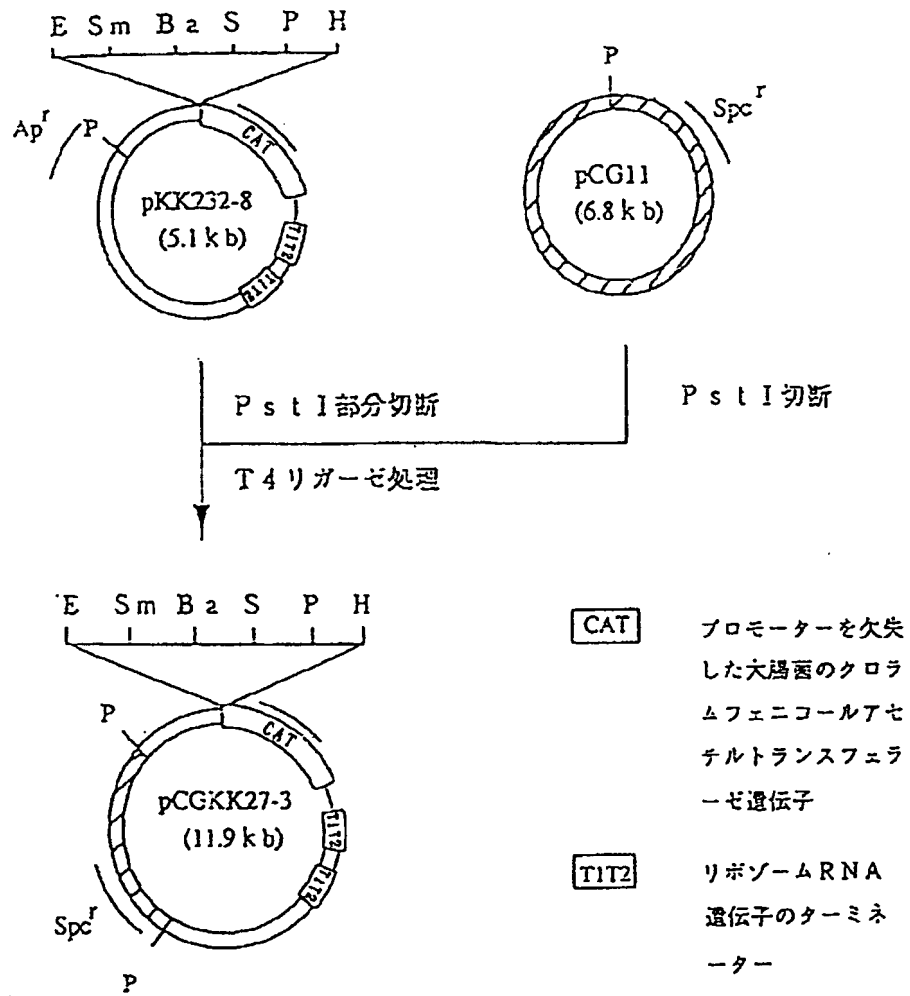 E Sm Ba S P H
P
Ap^r
P
CAT
Spc^r
pKK232-8
(5.1 kb)
pCG11
(6.8 kb)
T1T2
PstI部分切断
PstI切断
T4リガーゼ処理
E Sm Ba S P H
CAT
プロモーターを欠失
した大腸菌のクロラ
ムフェニコールアセ
チルトランスフェラ
ーゼ遺伝子
P
CAT
pCGKK27-3
(11.9 kb)
T1T2
T1T2
T1T2
リボゾームRNA
遺伝子のターミネ
ーター
Spc^r
P